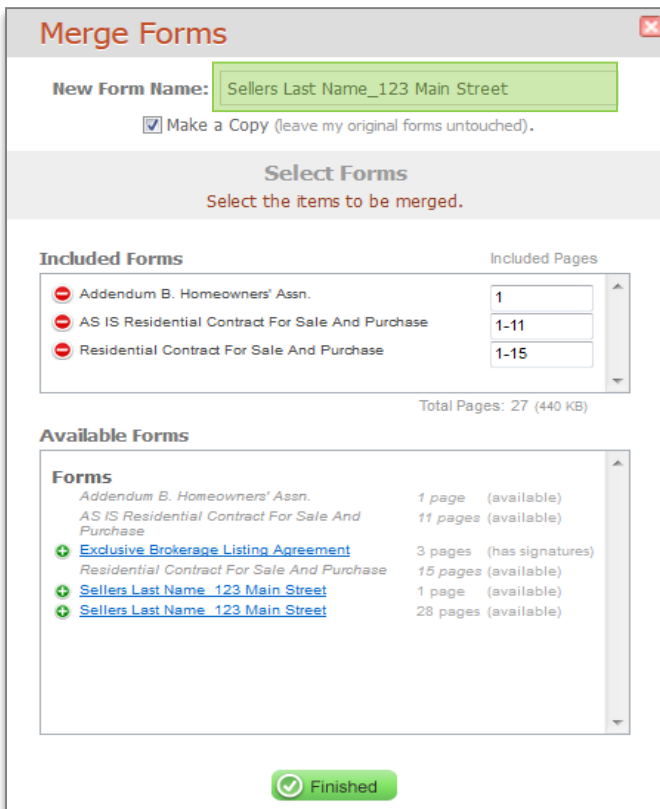 Merge Forms
New Form Name: Sellers Last Name_123 Main Street
Make a Copy (leave my original forms untouched).
Select Forms
Select the items to be merged.
Included Forms Included Pages
Addendum B. Homeowners' Assn. 1
AS IS Residential Contract For Sale And Purchase 1-11
Residential Contract For Sale And Purchase 1-15
Total Pages: 27 (440 KB)
Available Forms
Forms
Addendum B. Homeowners' Assn. 1 page (available)
AS IS Residential Contract For Sale And 11 pages (available)
Purchase
Exclusive Brokerage Listing Agreement 3 pages (has signatures)
Residential Contract For Sale And Purchase 15 pages (available)
Sellers Last Name_123 Main Street 1 page (available)
Sellers Last Name_123 Main Street 28 pages (available)
Finished